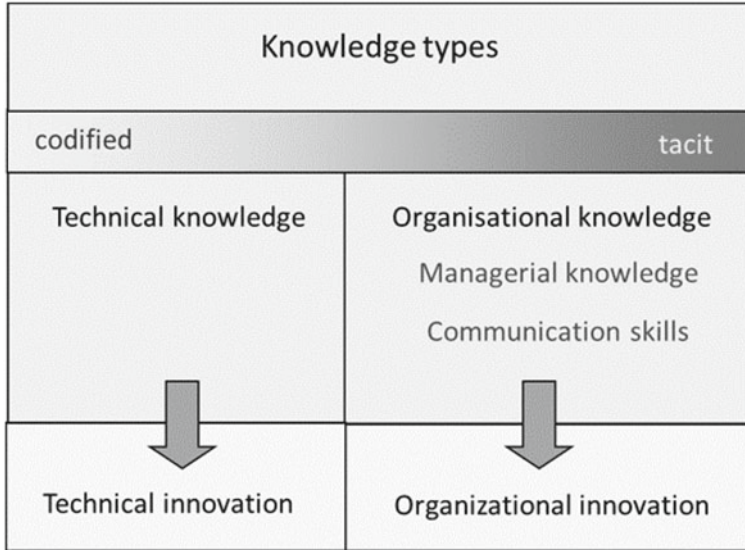 Knowledge types
codified
tacit
Technical knowledge
Organisational knowledge
Managerial knowledge
Communication skills
Technical innovation
Organizational innovation